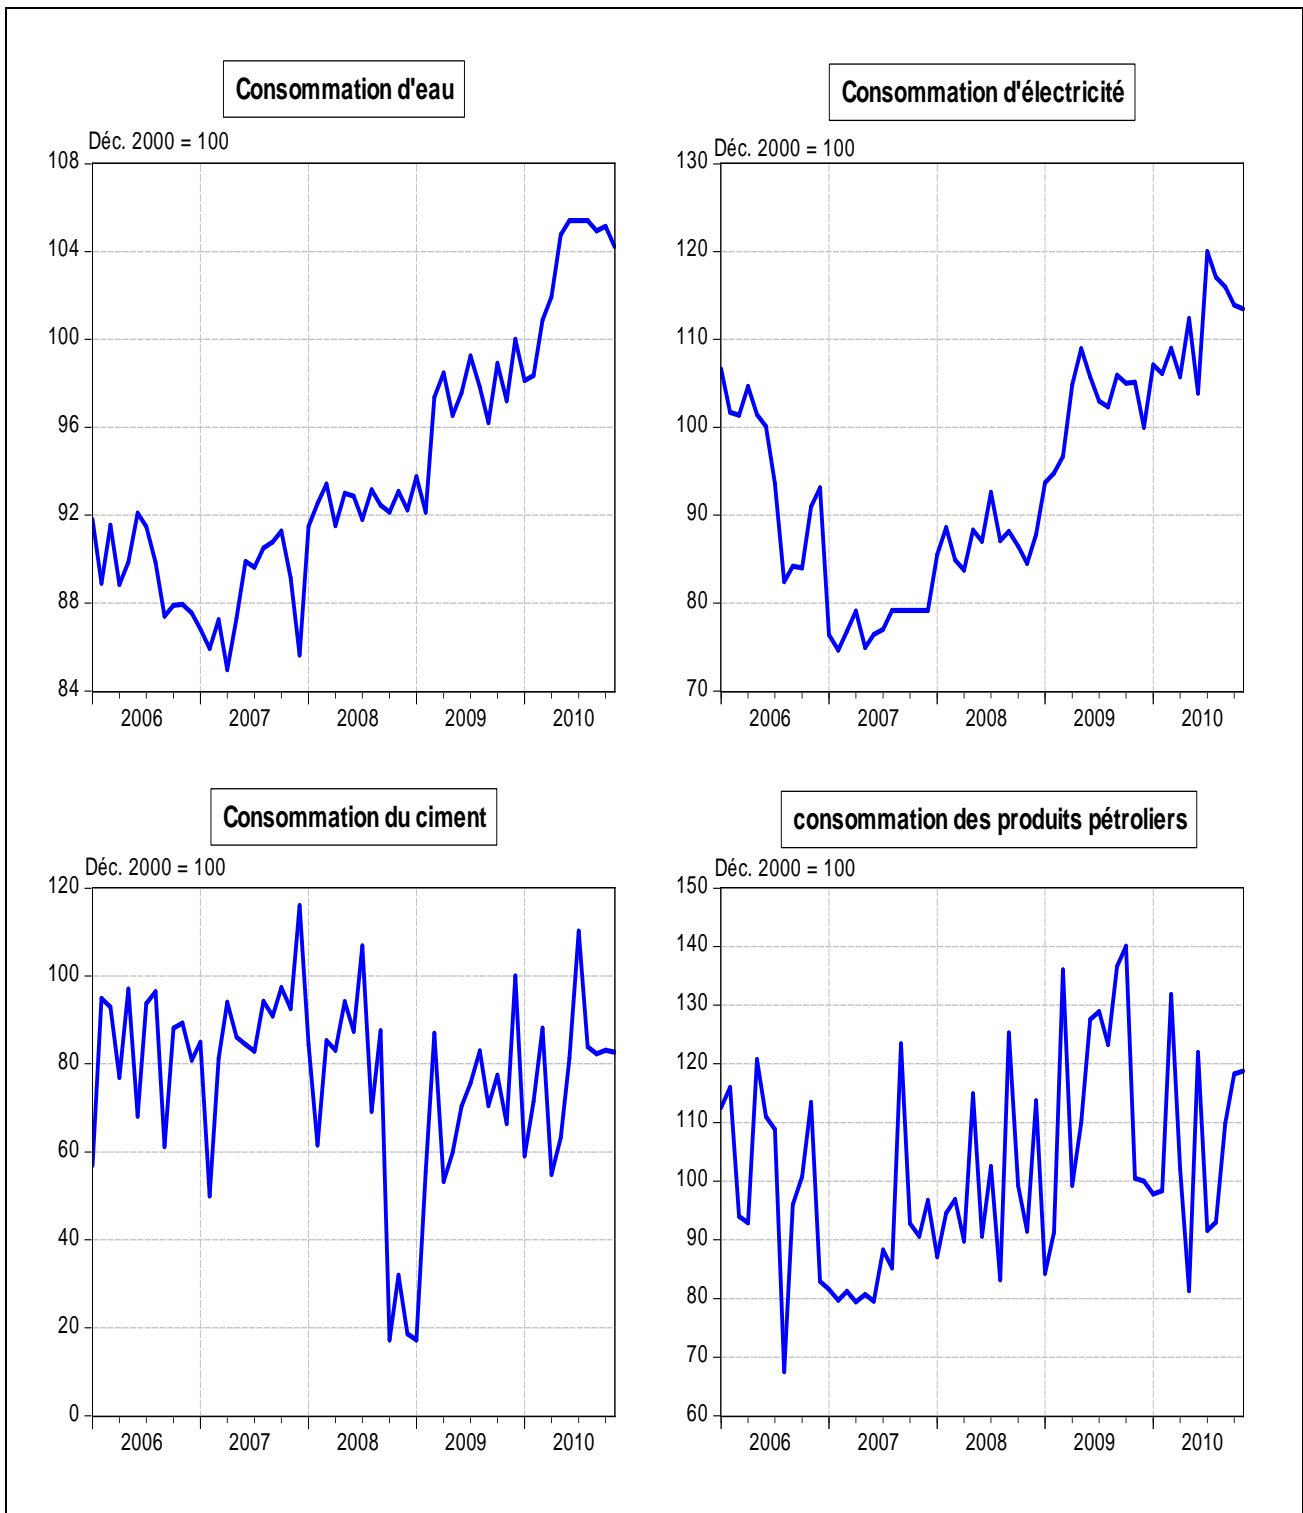 Consommation d'eau
Déc. 2000 = 100
108
104
100
96
92
88
84
2006 2007 2008 2009 2010
Consommation d'électricité
Déc. 2000 = 100
130
120
110
100
90
80
70
2006 2007 2008 2009 2010
Consommation du ciment
Déc. 2000 = 100
120
100
80
60
40
20
0
2006 2007 2008 2009 2010
consommation des produits pétroliers
Déc. 2000 = 100
150
140
130
120
110
100
90
80
70
60
2006 2007 2008 2009 2010